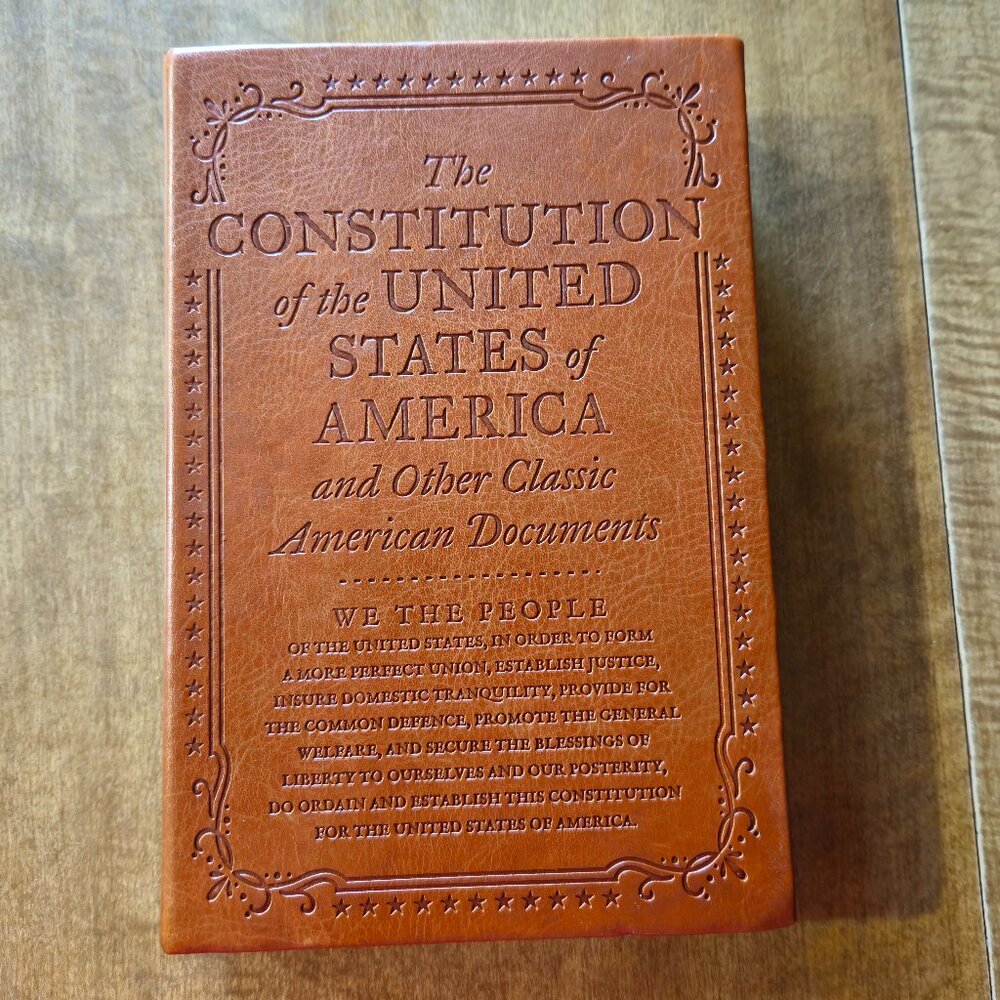 The
CONSTITUTION
of the UNITED
STATES of
AMERICA
and Other Classic
American Documents
WE THE PEOPLE
OF THE UNITED STATES, IN ORDER TO FORM
A MORE PERFECT UNION, ESTABLISH JUSTICE,
INSURE DOMESTIC TRANQUILITY, PROVIDE FOR
THE COMMON DEFENCE, PROMOTE THE GENERAL
WELFARE, AND SECURE THE BLESSINGS OF
LIBERTY TO OURSELVES AND OUR POSTERITY,
DO ORDAIN AND ESTABLISH THIS CONSTITUTION
FOR THE UNITED STATES OF AMERICA.